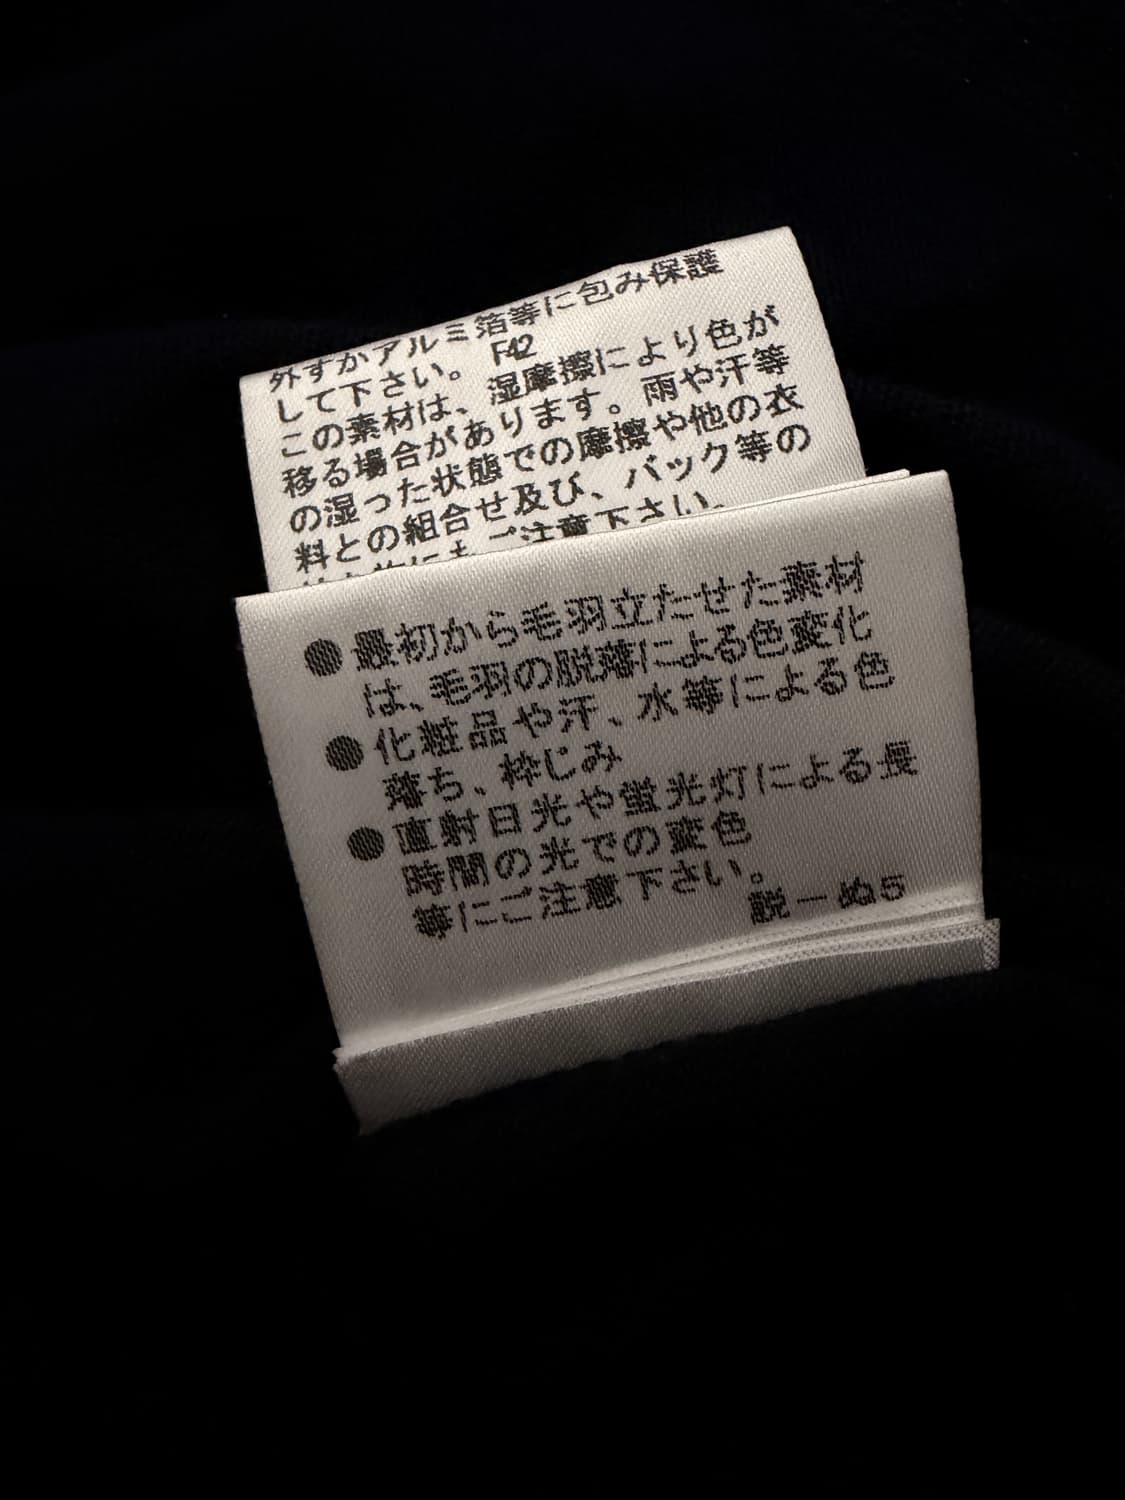 外すかアルミ箔等に包み保護
して下さい。 F42
この素材は、湿摩擦により色が
移る場合があります。雨や汗等
の湿った状態での摩擦や他の衣
料との組合せ及び、バック等の
ご注意下さい。
●最初から毛羽立たせた素材
は、毛羽の脱落による色変化
●化粧品や汗、水等による色
落ち、枠じみ
●直射日光や蛍光灯による長
時間の光での変色
等にご注意下さい。
説－ぬ5